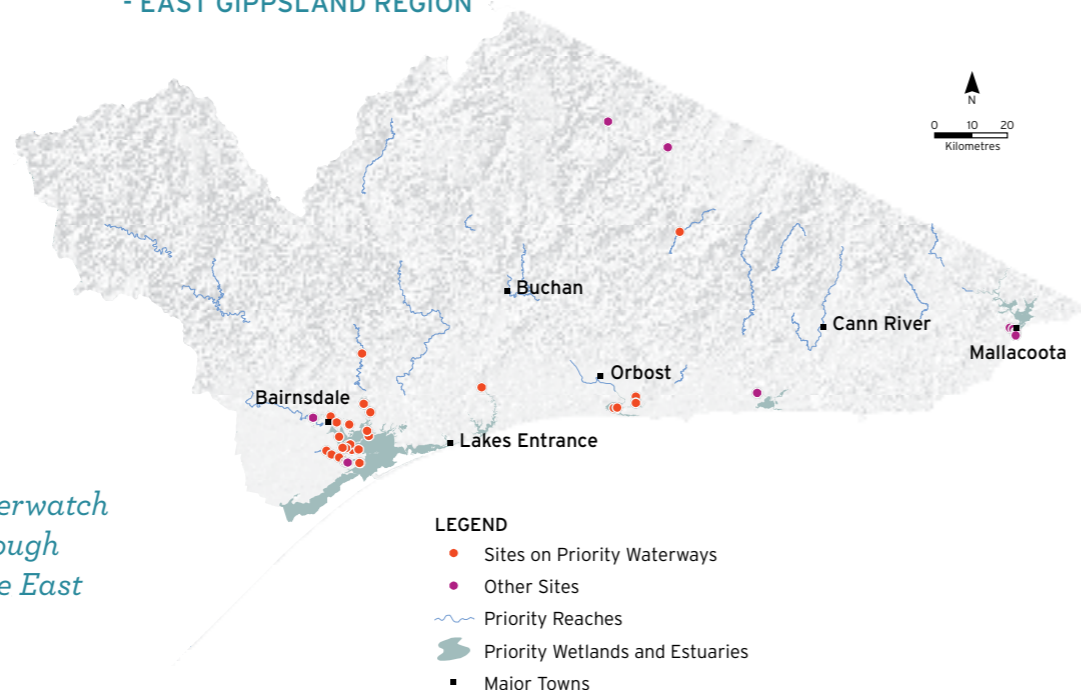 - EAST GIPPSLAND REGION
N
0 10 20
Kilometres
Buchan
Cann River
Mallacoota
Orbost
Bairnsdale
Lakes Entrance
erwatch
ough
e East
LEGEND
Sites on Priority Waterways
Other Sites
Priority Reaches
Priority Wetlands and Estuaries
Major Towns